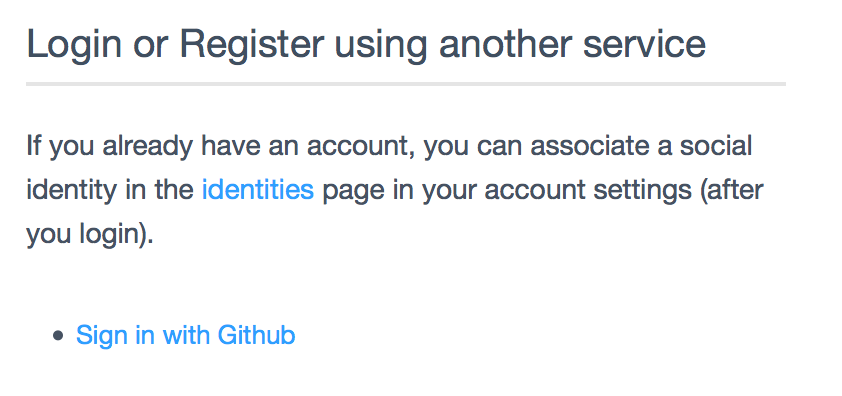 Login or Register using another service
If you already have an account, you can associate a social
identity in the identities page in your account settings (after
you login).
• Sign in with Github